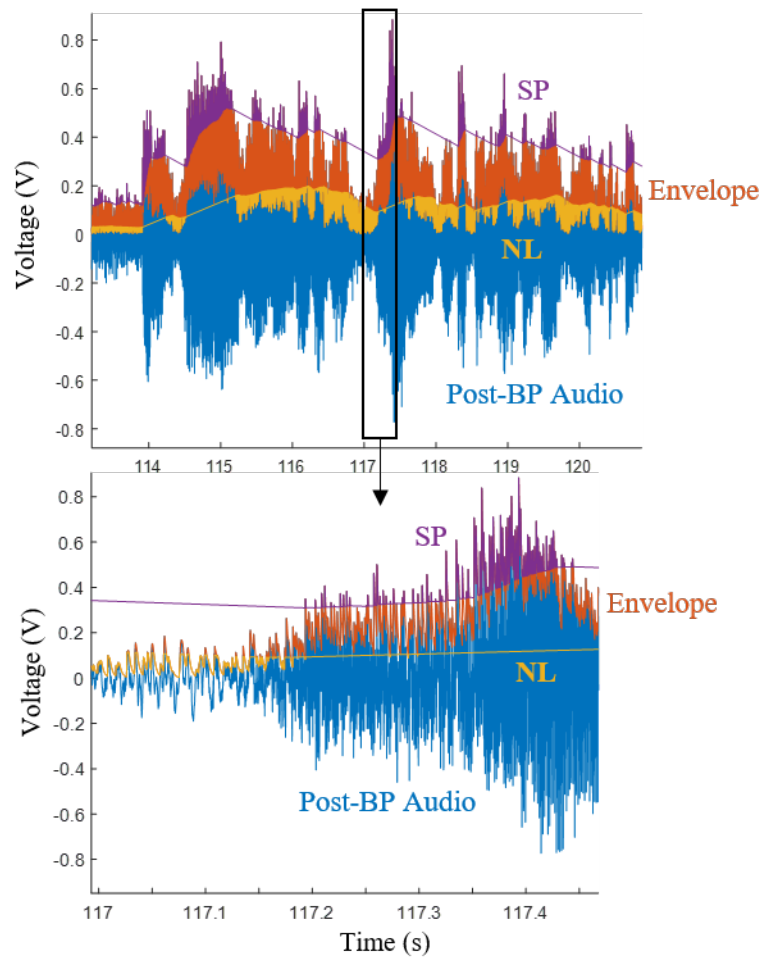 0.8
SP
0.6
0.4
Envelope
0.2
0
NL
-0.2
-0.4
Post-BP Audio
-0.6
-0.8
Voltage (V)
114 115 116 117 118 119 120
0.8
SP
0.6
0.4
Envelope
0.2
NL
0
-0.2
-0.4
Post-BP Audio
-0.6
-0.8
Voltage (V)
117 117.1 117.2 117.3 117.4
Time (s)